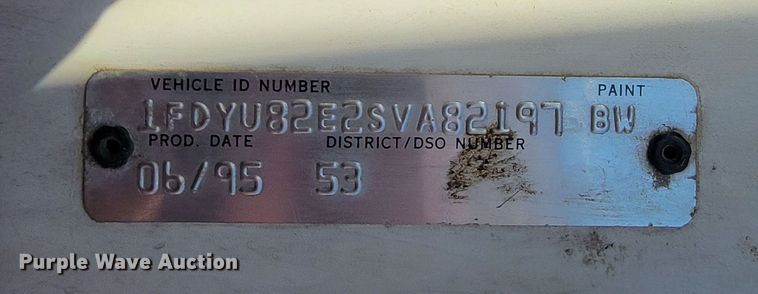 VEHICLE ID NUMBER PAINT
1FDYU82E2SVA82197 BW
PROD. DATE DISTRICT/DSO NUMBER
06/95 53
Purple Wave Auction